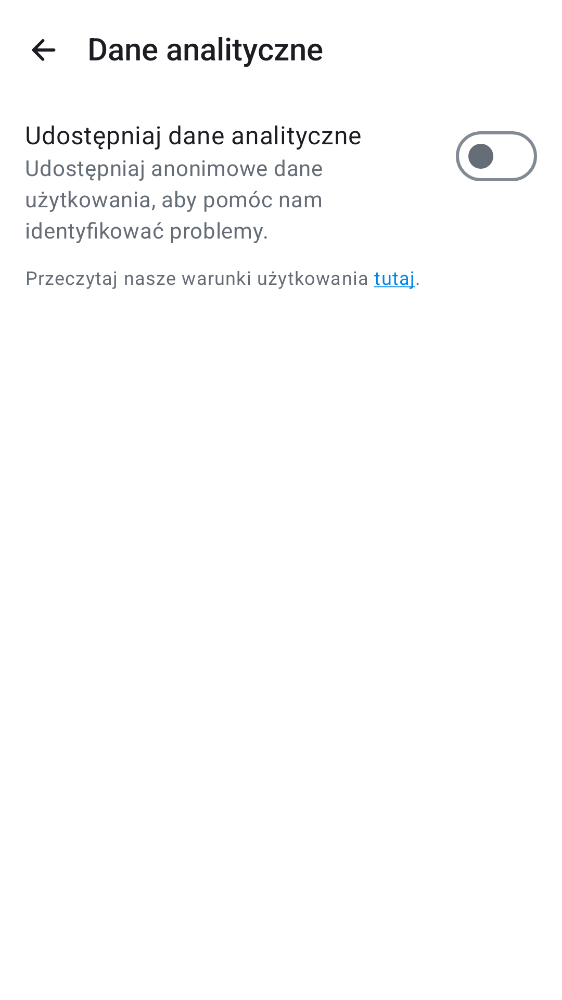 Dane analityczne
Udostępniaj dane analityczne
Udostępniaj anonimowe dane
użytkowania, aby pomóc nam
identyfikować problemy.
Przeczytaj nasze warunki użytkowania tutaj.